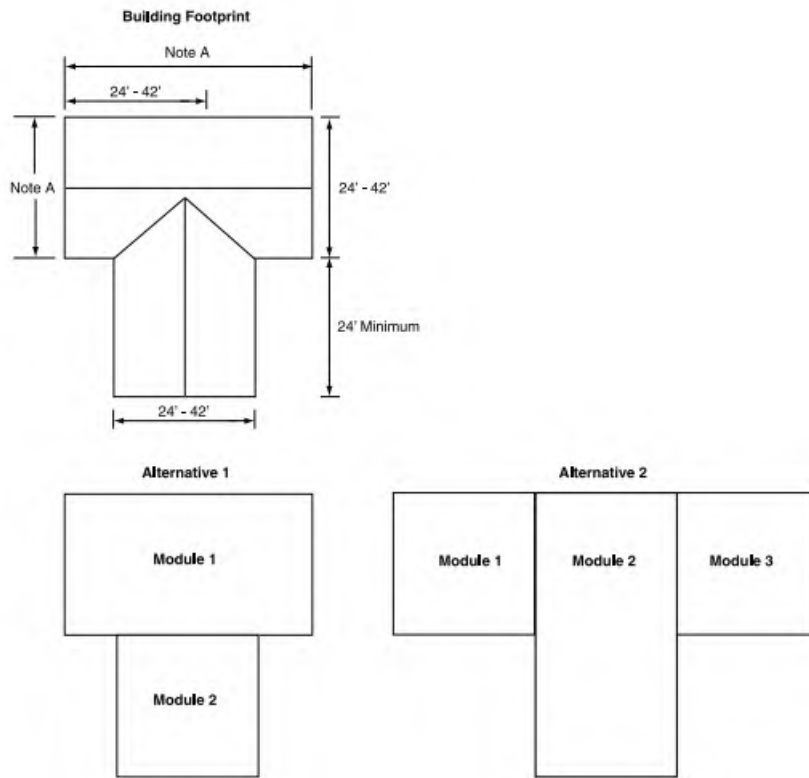 Building Footprint
Note A
24' - 42'
Note A
24' - 42'
24' Minimum
24' - 42'
Alternative 1
Alternative 2
Module 1
Module 2
Module 1
Module 2
Module 3